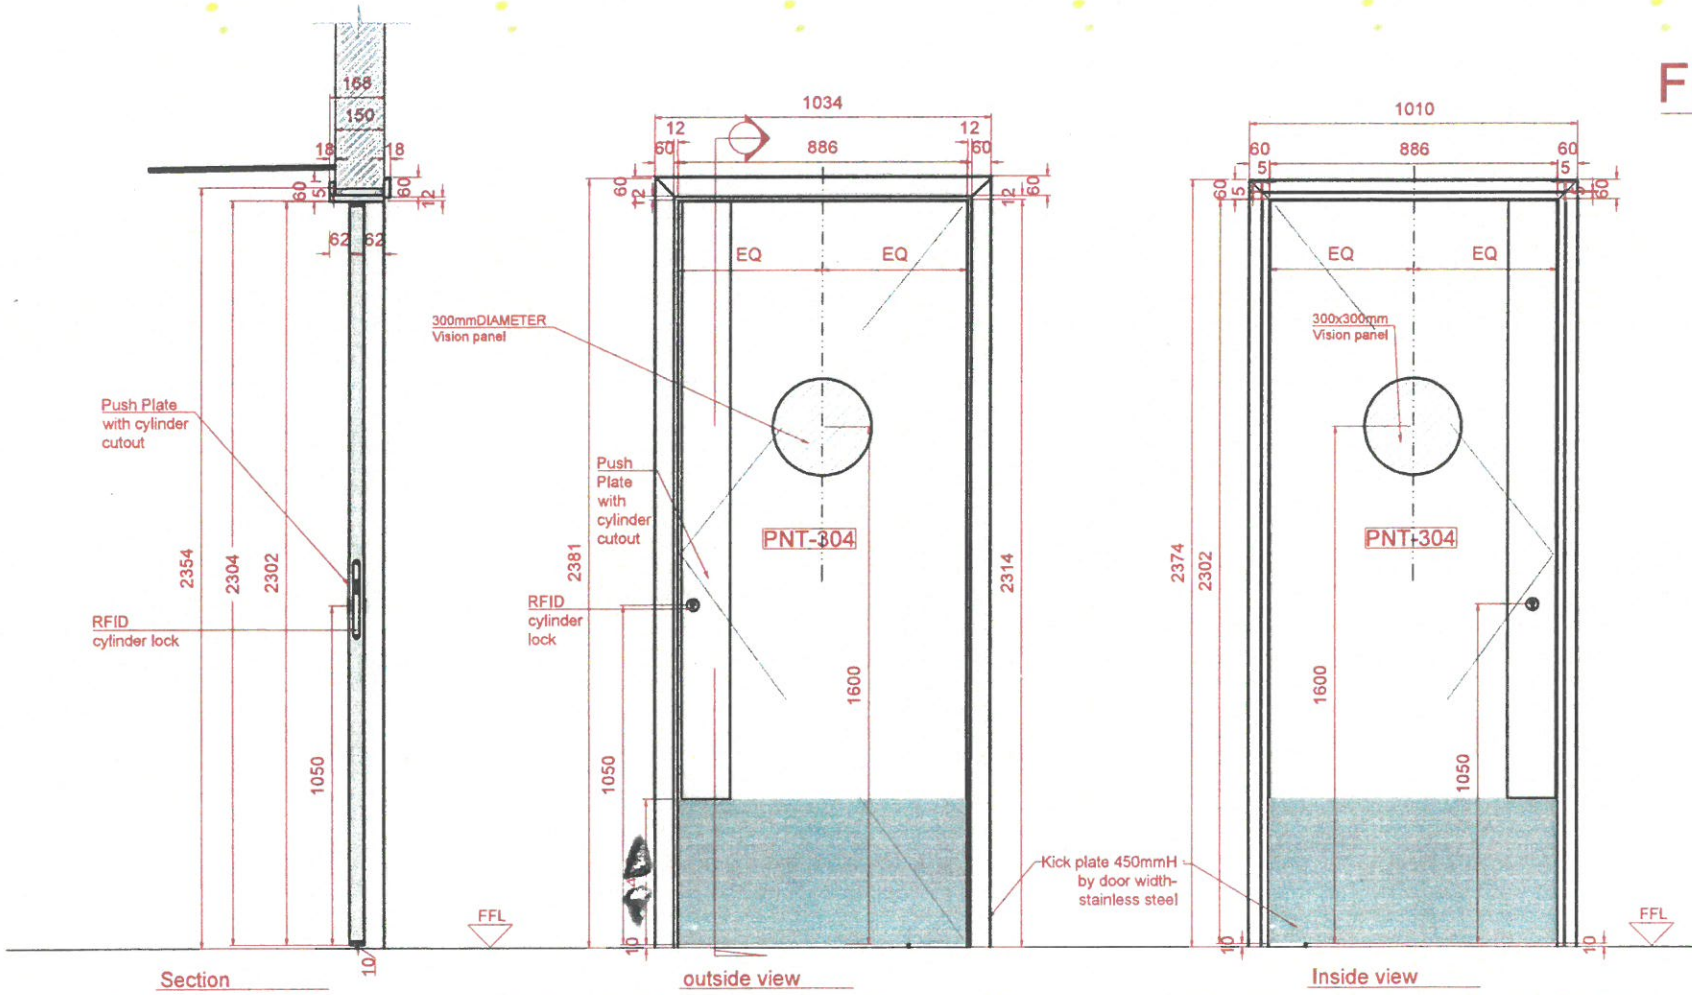 F
168
150
18
18
60
5
60
12
62
62
Push Plate
with cylinder
cutout
RFID
cylinder lock
2354
2304
2302
1050
10
FFL
Section
1034
12
12
60
886
60
60
12
60
12
EQ
EQ
300mmDIAMETER
Vision panel
Push
Plate
with
cylinder
cutout
PNT-304
RFID
cylinder
lock
2381
2314
1600
1050
10
Kick plate 450mmH
by door width-
stainless steel
outside view
1010
60
886
60
5
5
60
5
5
60
EQ
EQ
300x300mm
Vision panel
PNT-304
2374
2302
1600
1050
10
10
FFL
Inside view